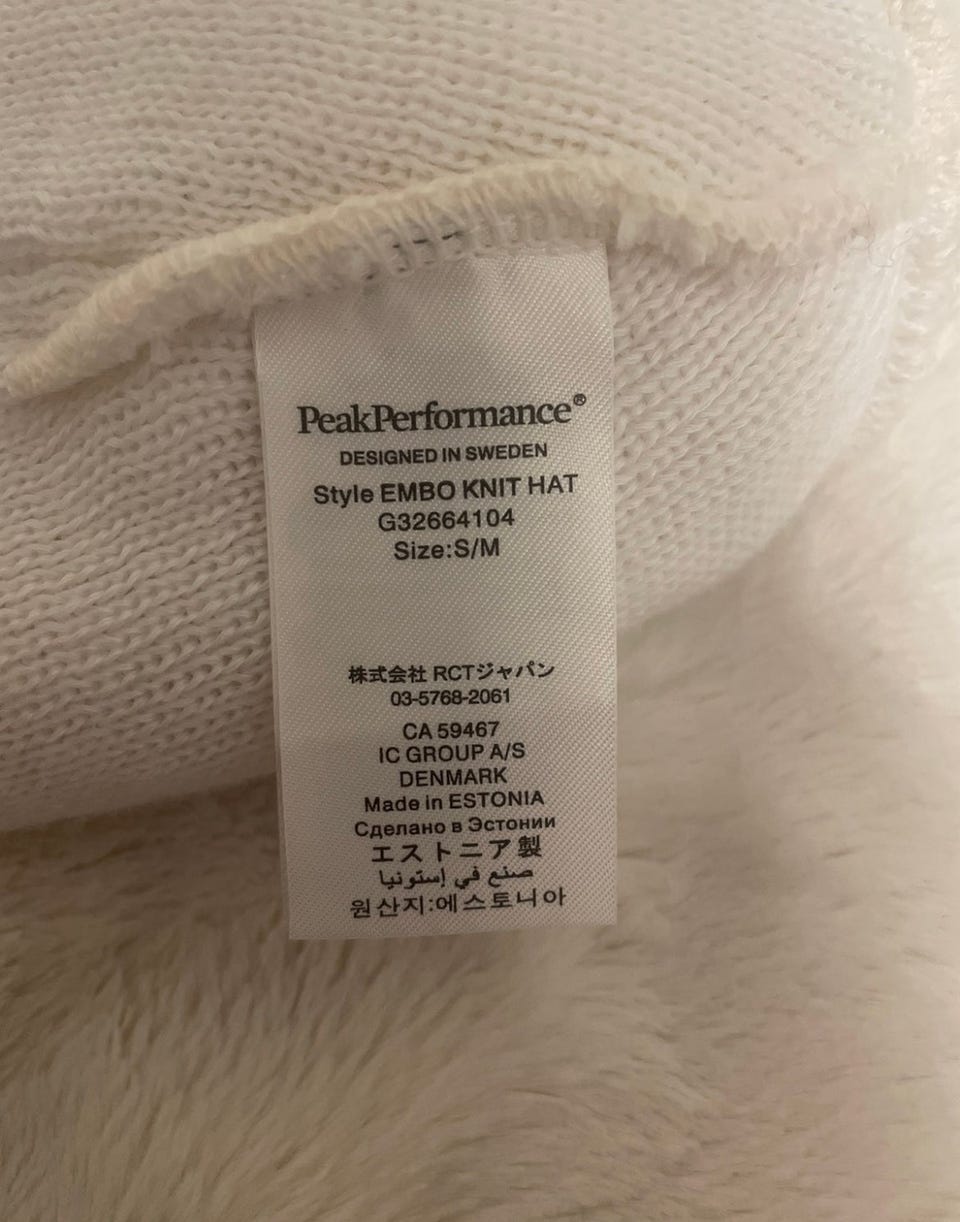 PeakPerformance®
DESIGNED IN SWEDEN
Style EMBO KNIT HAT
G32664104
Size:S/M
株式会社 RCTジャパン
03-5768-2061
CA 59467
IC GROUP A/S
DENMARK
Made in ESTONIA
Сделано в Эстонии
エストニア製
صنع في إستونيا
원산지:에스토니아